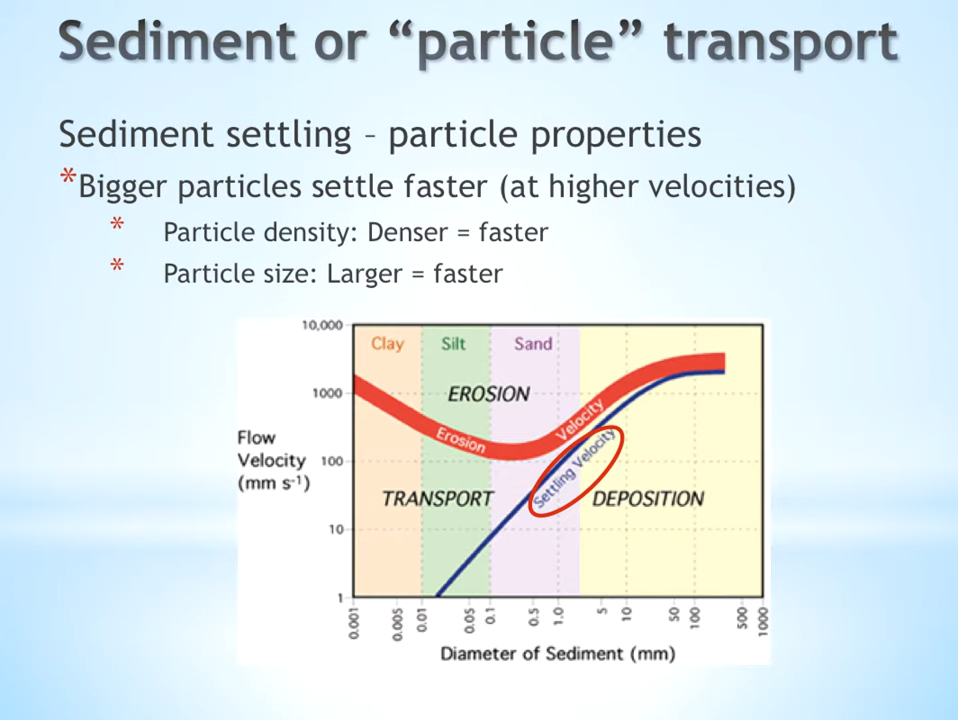 Sediment or “particle” transport
Sediment settling – particle properties
*Bigger particles settle faster (at higher velocities)
* Particle density: Denser = faster
* Particle size: Larger = faster
10,000
Clay Silt Sand
1000
EROSION
Erosion Velocity
Flow
Velocity
(mm s-1)
100
Settling Velocity
TRANSPORT DEPOSITION
10
1
0.001 0.005 0.01 0.05 0.1 0.5 1.0 5 10 50 100 500 1000
Diameter of Sediment (mm)